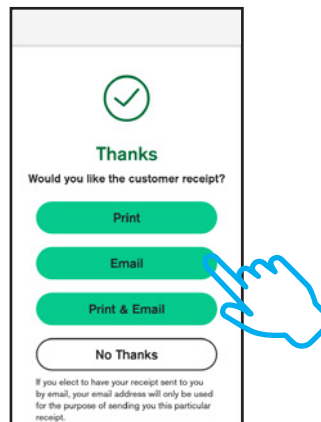 Thanks
Would you like the customer receipt?
Print
Email
Print & Email
No Thanks
If you elect to have your receipt sent to you
by email, your email address will only be used
for the purpose of sending you this particular
receipt.